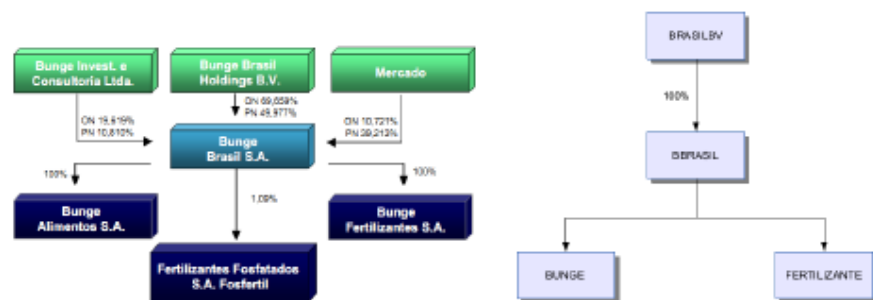 Bunge Invest. e
Consultoria Ltda.
Bunge Brasil
Holdings B.V.
Mercado
ON 19,619%
PN 10,810%
ON 69,659%
PN 49,977%
ON 10,721%
PN 39,213%
Bunge
Brasil S.A.
100%
1,09%
100%
Bunge
Alimentos S.A.
Bunge
Fertilizantes S.A.
Fertilizantes Fosfatados
S.A. Fosfertil
BRASILBV
100%
BBRASIL
BUNGE
FERTILIZANTE